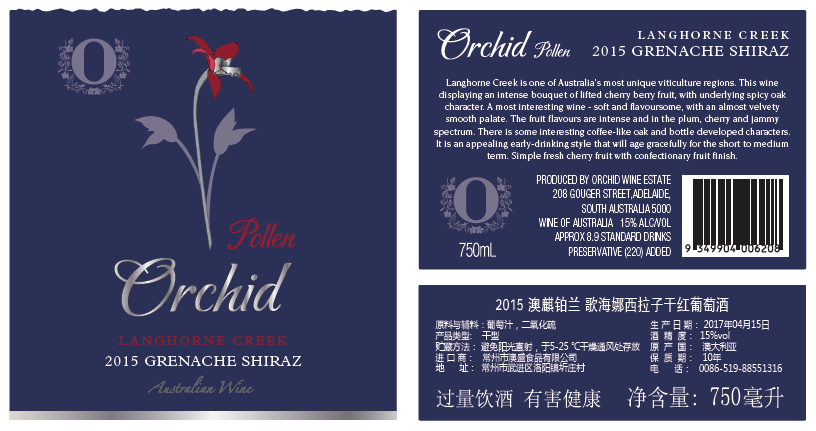 O
Pollen
Orchid
LANGHORNE CREEK
2015 GRENACHE SHIRAZ
Australian Wine
Orchid Pollen
LANGHORNE CREEK
2015 GRENACHE SHIRAZ
Langhorne Creek is one of Australia's most unique viticulture regions. This wine
displaying an intense bouquet of lifted cherry berry fruit, with underlying spicy oak
character. A most interesting wine - soft and flavoursome, with an almost velvety
smooth palate. The fruit flavours are intense and in the plum, cherry and jammy
spectrum. There is some interesting coffee-like oak and bottle developed characters.
It is an appealing early-drinking style that will age gracefully for the short to medium
term. Simple fresh cherry fruit with confectionary fruit finish.
O
750mL
PRODUCED BY ORCHID WINE ESTATE
208 GOUGER STREET, ADELAIDE,
SOUTH AUSTRALIA 5000
WINE OF AUSTRALIA 15% ALC/VOL
APPROX 8.9 STANDARD DRINKS
PRESERVATIVE (220) ADDED
9 349904 006208
2015 澳麒铂兰 歌海娜西拉子干红葡萄酒
原料与辅料：葡萄汁，二氧化硫
产品类型: 干型
贮藏方法：避免阳光直射，于5-25 ℃干燥通风处存放
进 口 商： 常州市澳盛食品有限公司
地 址： 常州市武进区洛阳镇圻庄村
生 产 日 期： 2017年04月15日
酒 精 度： 15%vol
原 产 国： 澳大利亚
保 质 期： 10年
电 话： 0086-519-88551316
过量饮酒 有害健康
净含量: 750毫升